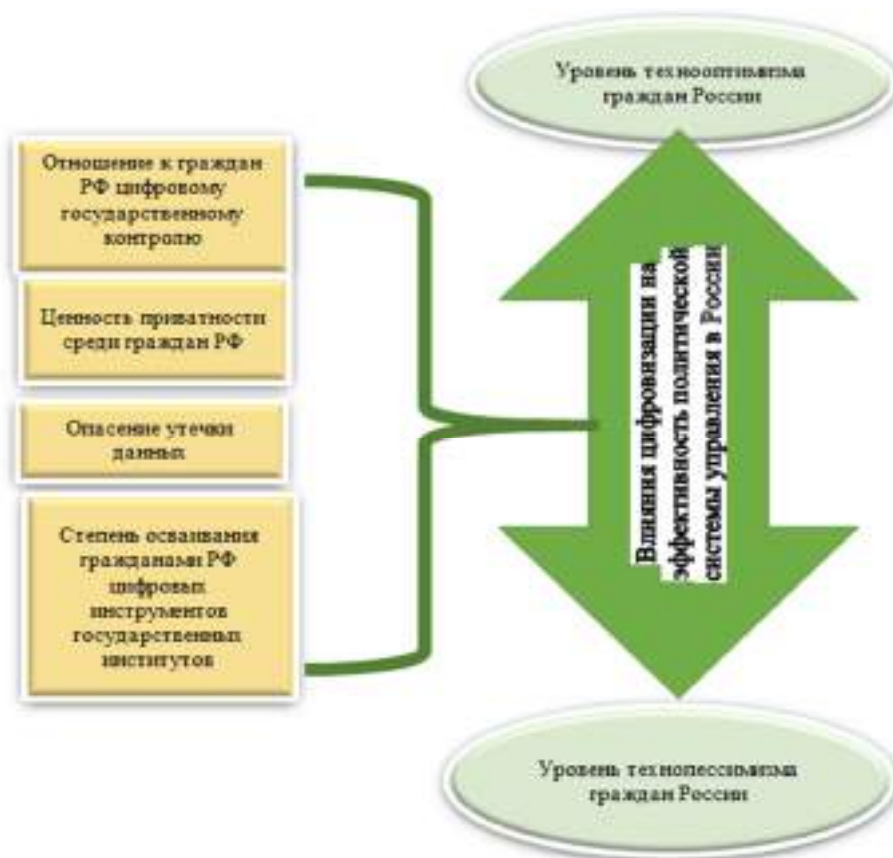 Уровень технооптимизма
граждан России
Отношение к граждан
РФ цифровому
государственному
контролю
Ценность приватности
среди граждан РФ
Опасение утечки
данных
Степень осваивания
гражданами РФ
цифровых
инструментов
государственных
институтов
Влияния цифровизации на
эффективность политической
системы управления в России
Уровень технопессимизма
граждан России